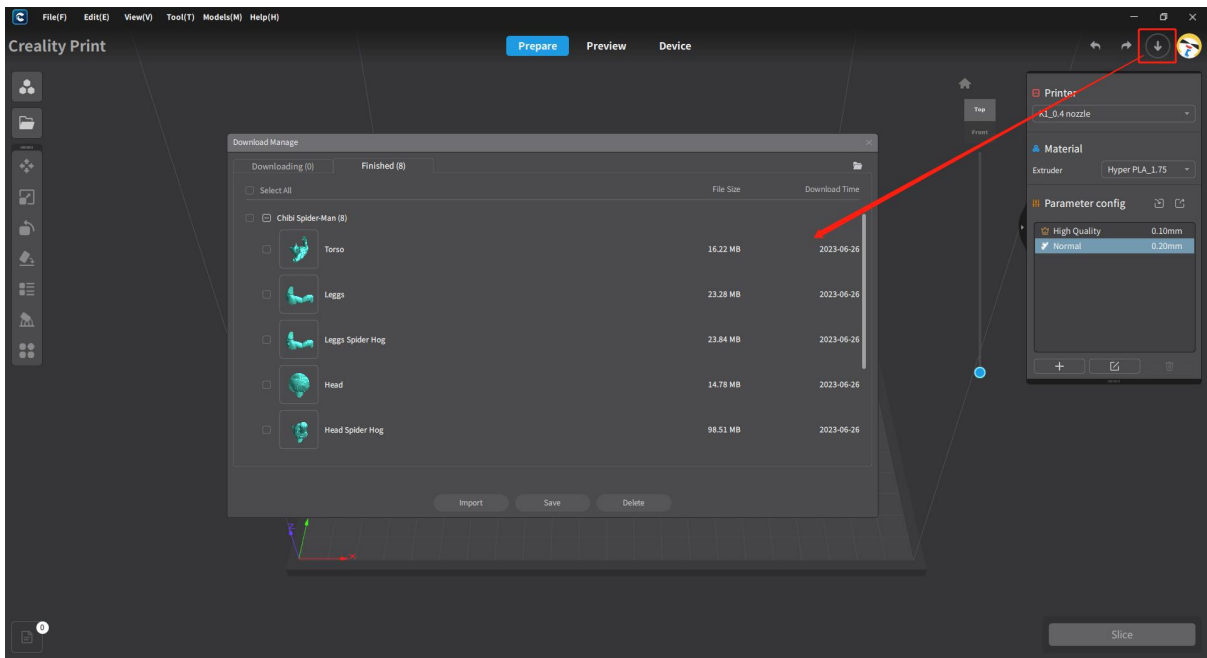 File(F) Edit(E) View(V) Tool(T) Models(M) Help(H)
Creality Print
Prepare Preview Device
Top
Front
Printer
K1_0.4 nozzle
Material
Extruder Hyper PLA_1.75
Parameter config
High Quality 0.10mm
Normal 0.20mm
Download Manage
Downloading (0) Finished (8)
Select All File Size Download Time
Chibi Spider-Man (8)
Torso 16.22 MB 2023-06-26
Leggs 23.28 MB 2023-06-26
Leggs Spider Hog 23.84 MB 2023-06-26
Head 14.78 MB 2023-06-26
Head Spider Hog 98.51 MB 2023-06-26
Import Save Delete
Z
X
0
Slice